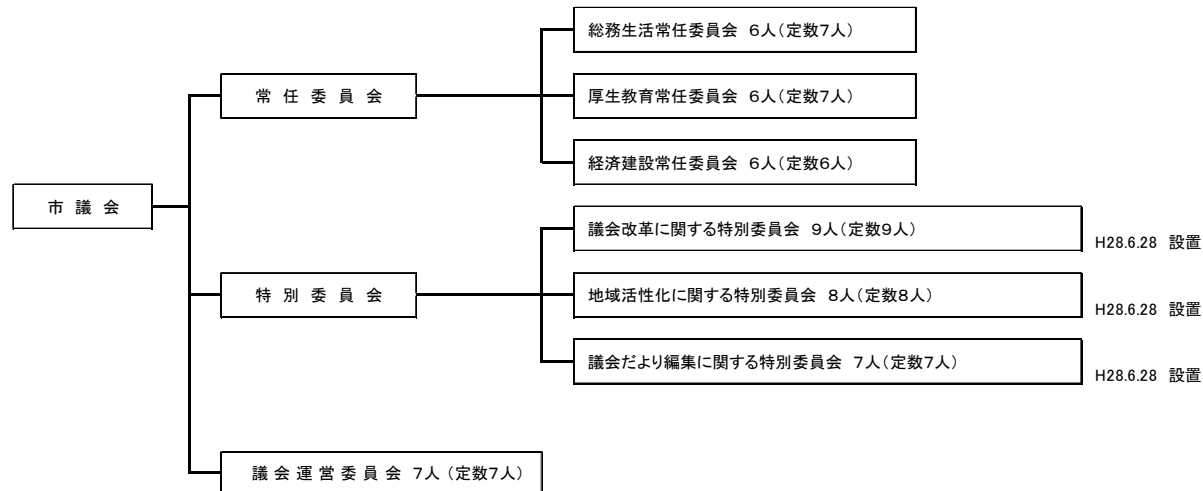 総務生活常任委員会 6人(定数7人)
常任委員会
厚生教育常任委員会 6人(定数7人)
経済建設常任委員会 6人(定数6人)
市議会
議会改革に関する特別委員会 9人(定数9人)
H28.6.28 設置
特別委員会
地域活性化に関する特別委員会 8人(定数8人)
H28.6.28 設置
議会だより編集に関する特別委員会 7人(定数7人)
H28.6.28 設置
議会運営委員会 7人(定数7人)